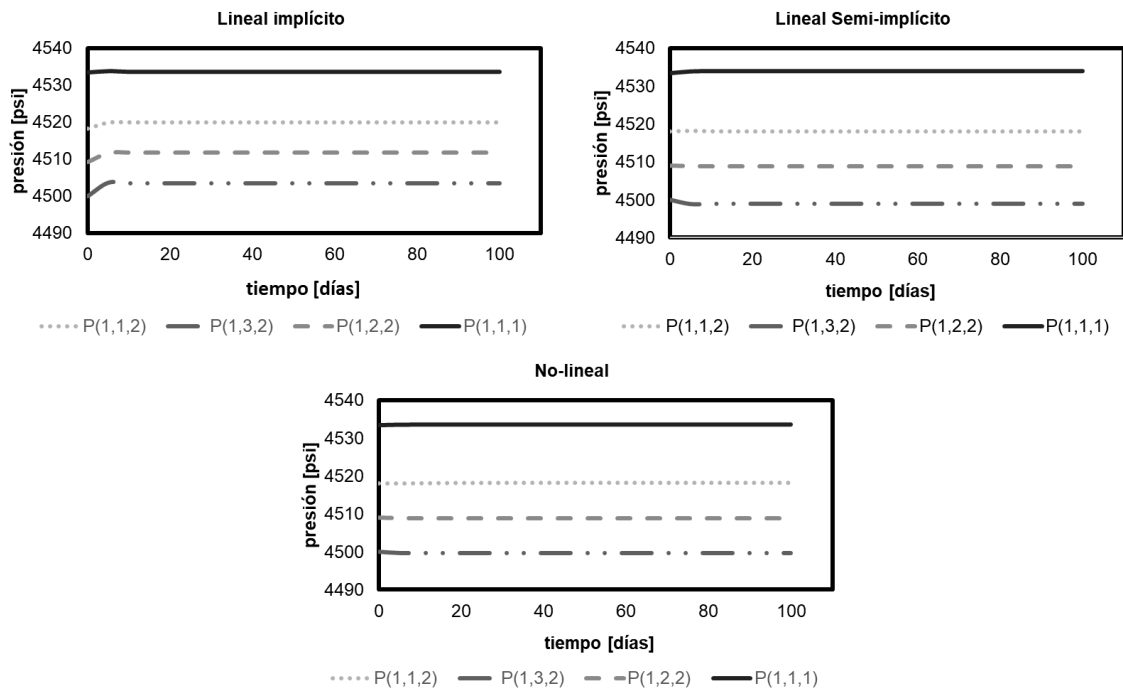 Lineal implícito
4540
4530
4520
4510
4500
4490
presión [psi]
0 20 40 60 80 100
tiempo [días]
P(1,1,2) P(1,3,2) P(1,2,2) P(1,1,1)
Lineal Semi-implícito
4540
4530
4520
4510
4500
4490
presión [psi]
0 20 40 60 80 100
tiempo [días]
P(1,1,2) P(1,3,2) P(1,2,2) P(1,1,1)
No-lineal
4540
4530
4520
4510
4500
4490
presión [psi]
0 20 40 60 80 100
tiempo [días]
P(1,1,2) P(1,3,2) P(1,2,2) P(1,1,1)